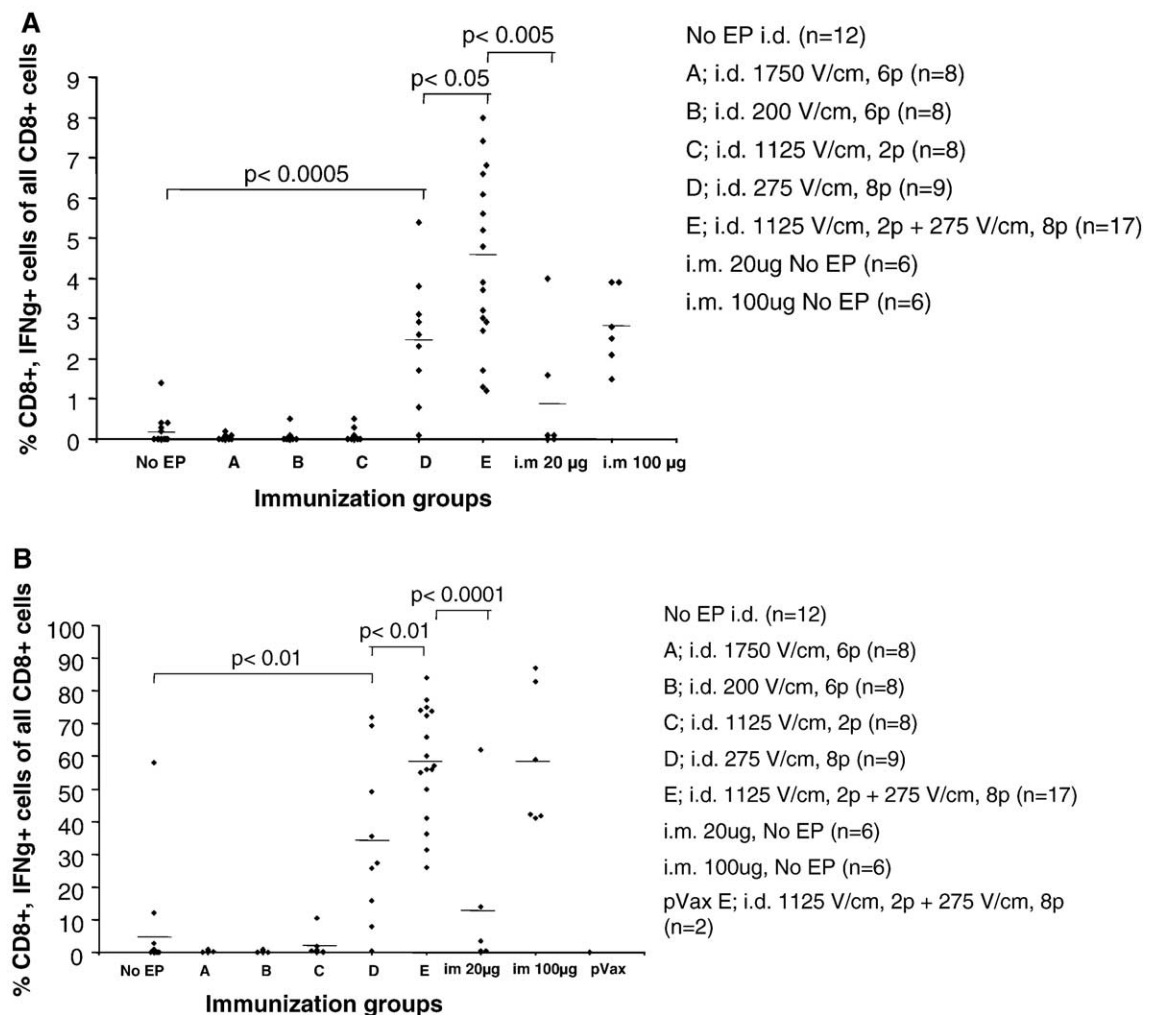 A
% CD8+, IFNg+ cells of all CD8+ cells
9
8
7
6
5
4
3
2
1
0
p< 0.005
p< 0.05
p< 0.0005
No EP A B C D E i.m 20 µg i.m 100 µg
Immunization groups
No EP i.d. (n=12)
A; i.d. 1750 V/cm, 6p (n=8)
B; i.d. 200 V/cm, 6p (n=8)
C; i.d. 1125 V/cm, 2p (n=8)
D; i.d. 275 V/cm, 8p (n=9)
E; i.d. 1125 V/cm, 2p + 275 V/cm, 8p (n=17)
i.m. 20ug No EP (n=6)
i.m. 100ug No EP (n=6)
B
% CD8+, IFNg+ cells of all CD8+ cells
100
90
80
70
60
50
40
30
20
10
0
p< 0.0001
p< 0.01
p< 0.01
No EP A B C D E im 20µg im 100µg pVax
Immunization groups
No EP i.d. (n=12)
A; i.d. 1750 V/cm, 6p (n=8)
B; i.d. 200 V/cm, 6p (n=8)
C; i.d. 1125 V/cm, 2p (n=8)
D; i.d. 275 V/cm, 8p (n=9)
E; i.d. 1125 V/cm, 2p + 275 V/cm, 8p (n=17)
i.m. 20ug, No EP (n=6)
i.m. 100ug, No EP (n=6)
pVax E; i.d. 1125 V/cm, 2p + 275 V/cm, 8p
(n=2)